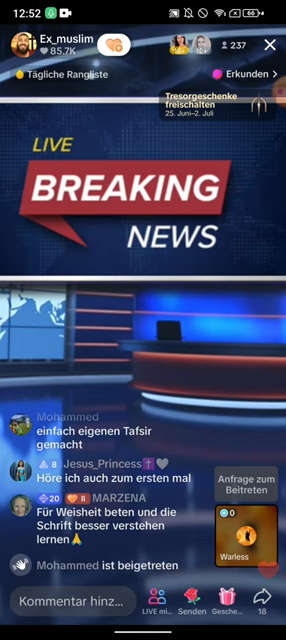 12:52
66
Ex_muslim
85.7K
237
Tägliche Rangliste
Erkunden >
Tresorgeschenke
freischalten
25. Juni–2. Juli
LIVE
BREAKING
NEWS
Mohammed
einfach eigenen Tafsir
gemacht
8 Jesus_Princess✝️🩶
Höre ich auch zum ersten mal
20 II MARZENA
Für Weisheit beten und die
Schrift besser verstehen
lernen🙏
Mohammed ist beigetreten
Anfrage zum
Beitreten
0
Warless
Kommentar hinz...
LIVE mi...
Senden
Gesche...
18